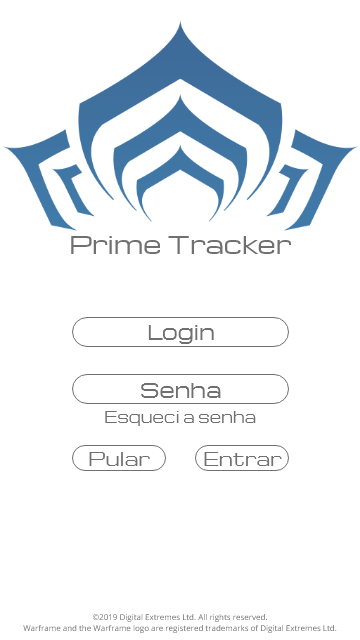 Prime Tracker
Login
Senha
Esqueci a senha
Pular
Entrar
©2019 Digital Extremes Ltd. All rights reserved.
Warframe and the Warframe logo are registered trademarks of Digital Extremes Ltd.